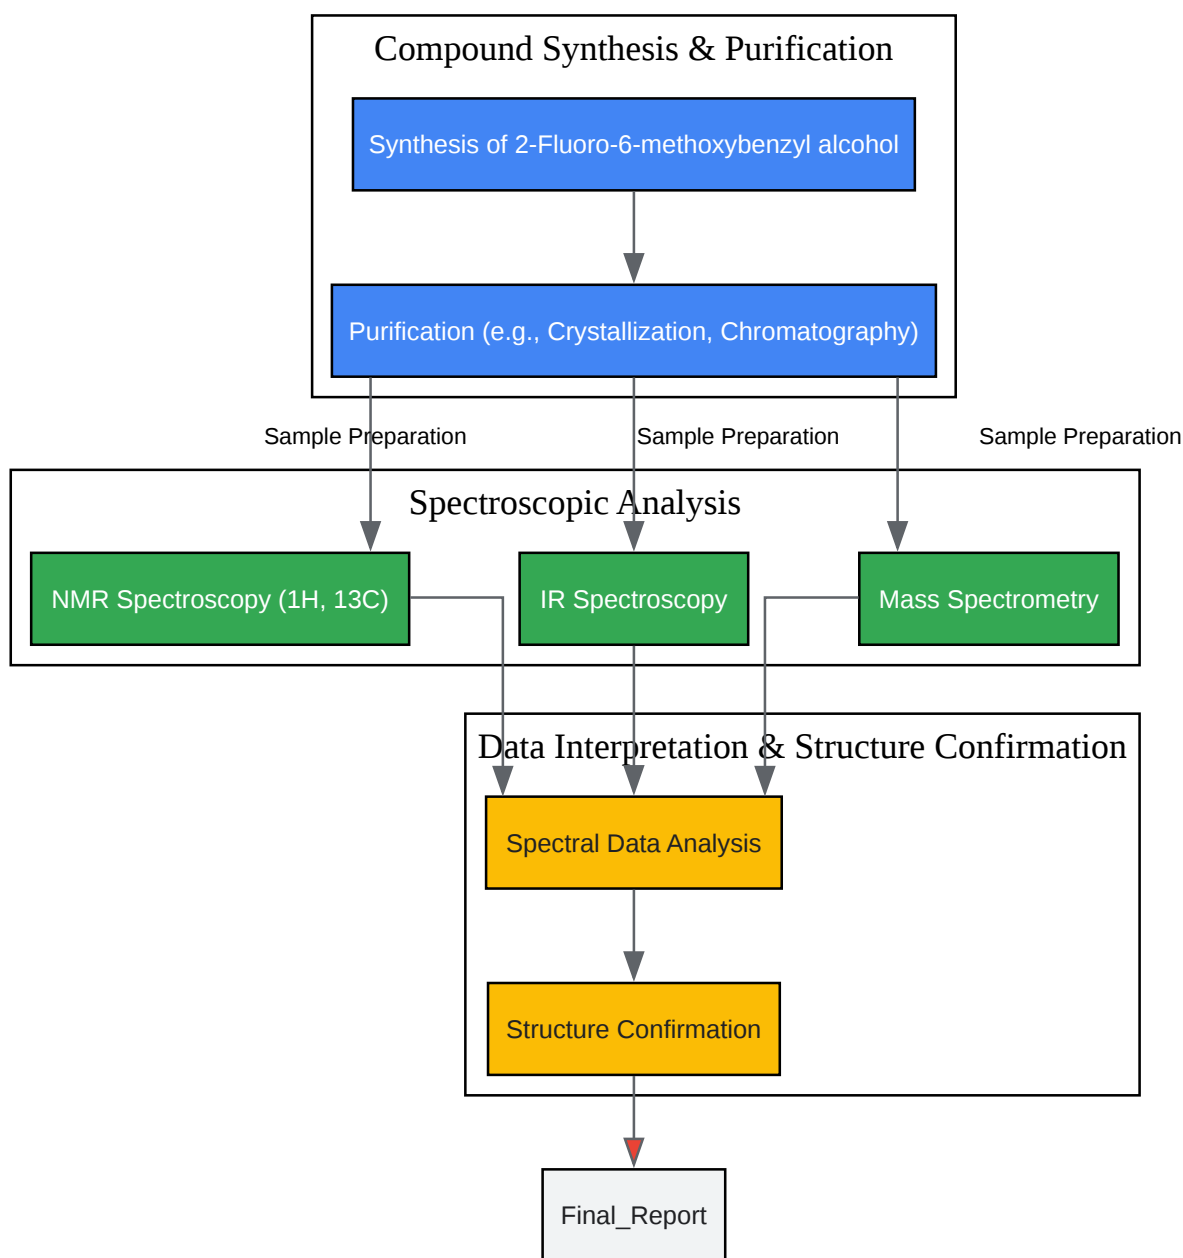 Compound Synthesis & Purification
Synthesis of 2-Fluoro-6-methoxybenzyl alcohol
Purification (e.g., Crystallization, Chromatography)
Sample Preparation
Sample Preparation
Sample Preparation
Spectroscopic Analysis
NMR Spectroscopy (1H, 13C)
IR Spectroscopy
Mass Spectrometry
Data Interpretation & Structure Confirmation
Spectral Data Analysis
Structure Confirmation
Final_Report